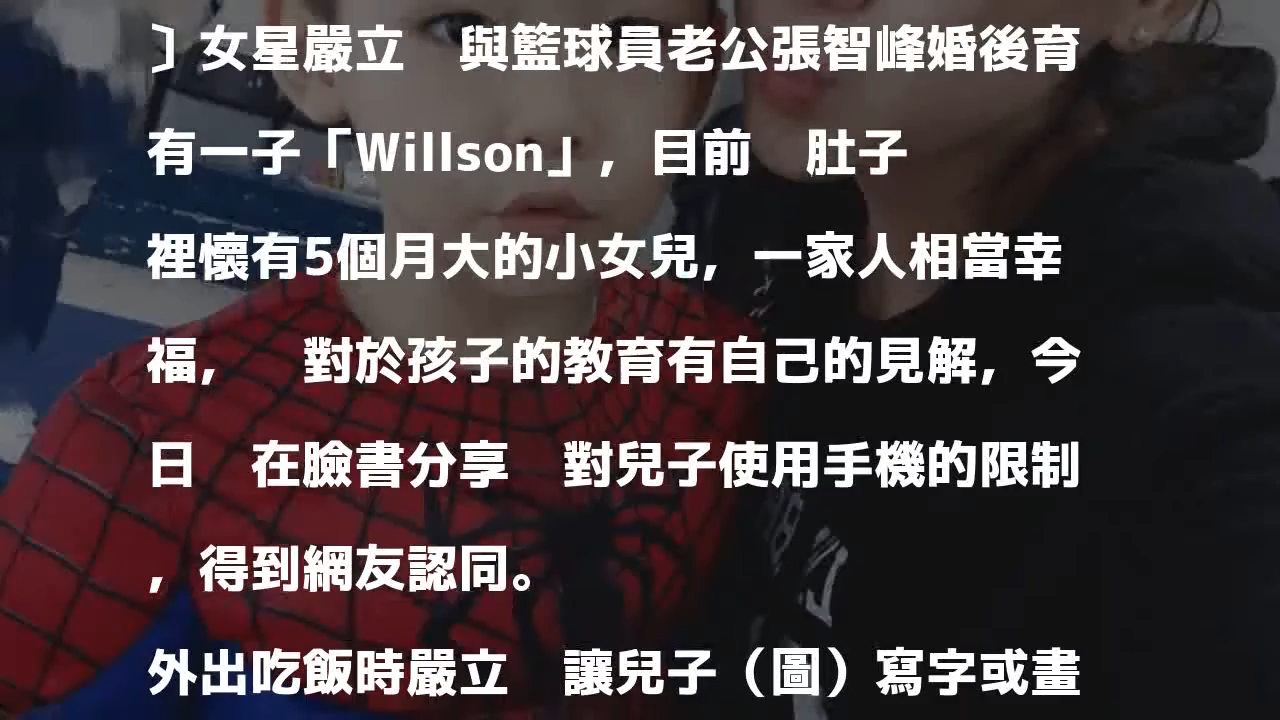 〕女星嚴立　與籃球員老公張智峰婚後育
有一子「Willson」，目前　肚子
裡懷有5個月大的小女兒，一家人相當幸
福，　對於孩子的教育有自己的見解，今
日　在臉書分享　對兒子使用手機的限制
，得到網友認同。
外出吃飯時嚴立　讓兒子（圖）寫字或畫